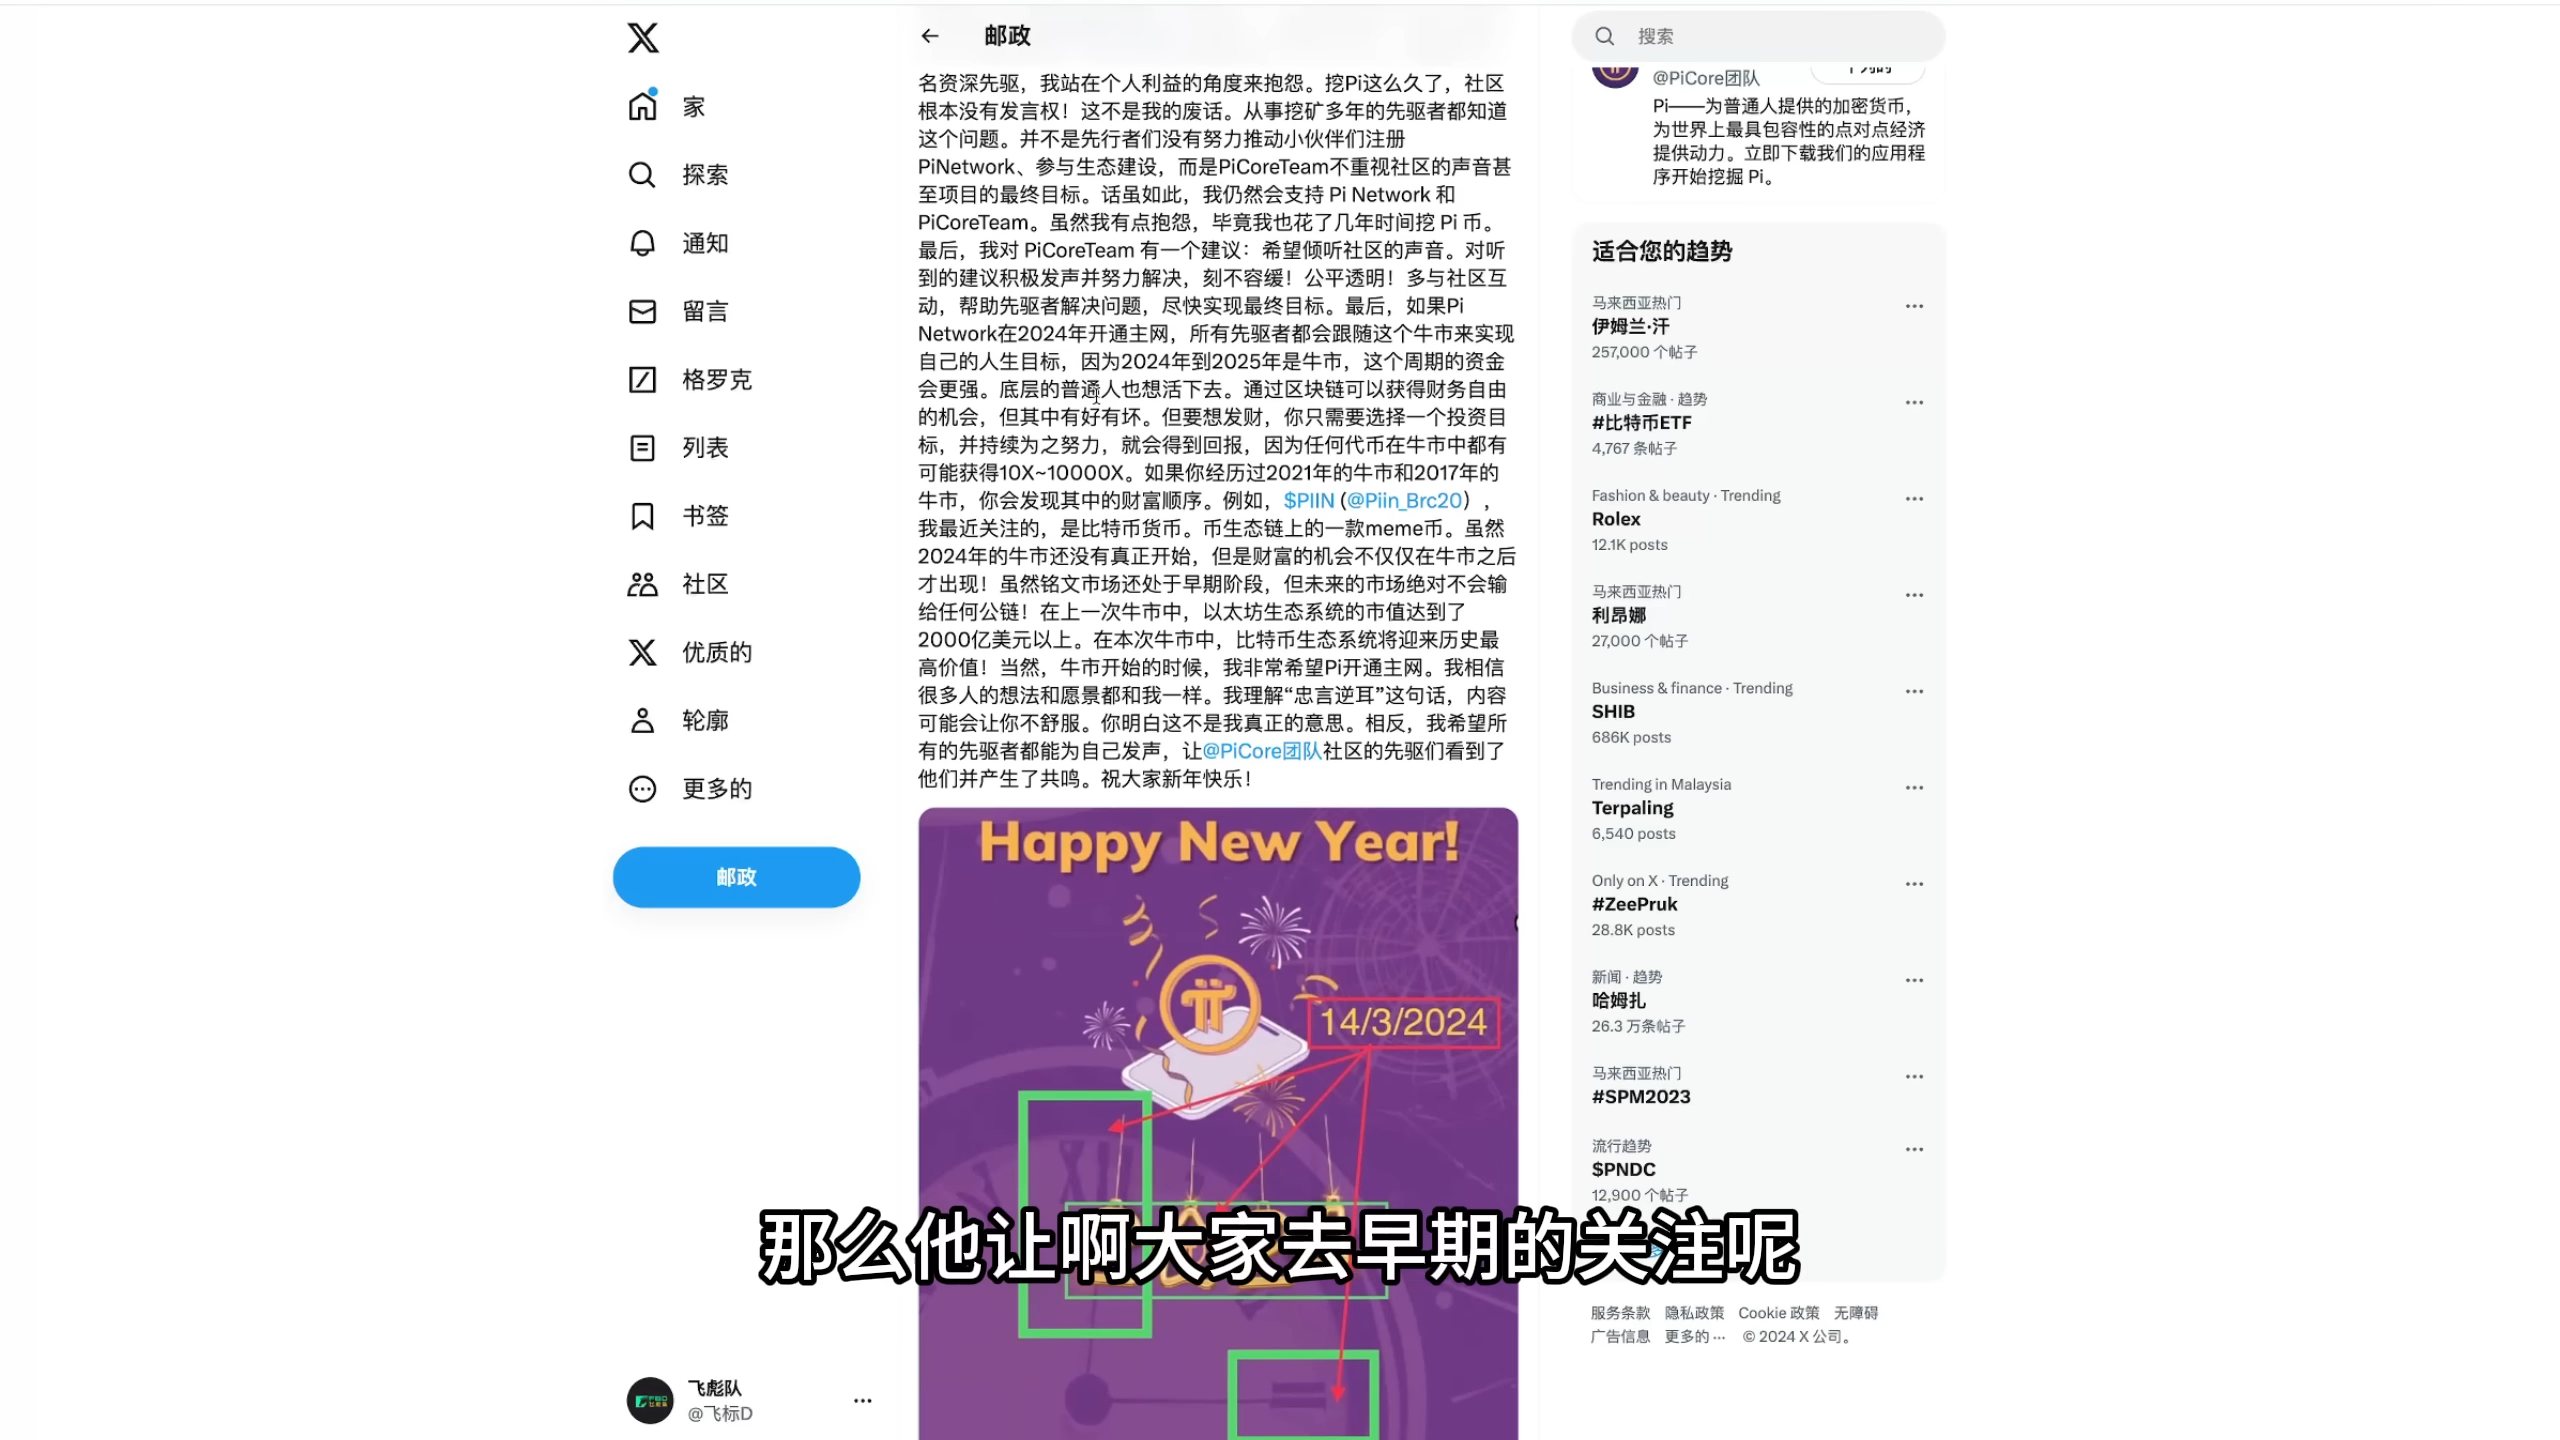 家
探索
通知
留言
格罗克
列表
书签
社区
优质的
轮廓
更多的
邮政
飞彪队
@飞标D
邮政
名资深先驱，我站在个人利益的角度来抱怨。挖Pi这么久了，社区
根本没有发言权！这不是我的废话。从事挖矿多年的先驱者都知道
这个问题。并不是先行者们没有努力推动小伙伴们注册
PiNetwork、参与生态建设，而是PiCoreTeam不重视社区的声音甚
至项目的最终目标。话虽如此，我仍然会支持 Pi Network 和
PiCoreTeam。虽然我有点抱怨，毕竟我也花了几年时间挖 Pi 币。
最后，我对 PiCoreTeam 有一个建议：希望倾听社区的声音。对听
到的建议积极发声并努力解决，刻不容缓！公平透明！多与社区互
动，帮助先驱者解决问题，尽快实现最终目标。最后，如果Pi
Network在2024年开通主网，所有先驱者都会跟随这个牛市来实现
自己的人生目标，因为2024年到2025年是牛市，这个周期的资金
会更强。底层的普通人也想活下去。通过区块链可以获得财务自由
的机会，但其中有好有坏。但要想发财，你只需要选择一个投资目
标，并持续为之努力，就会得到回报，因为任何代币在牛市中都有
可能获得10X~10000X。如果你经历过2021年的牛市和2017年的
牛市，你会发现其中的财富顺序。例如，$PIIN (@Piin_Brc20），
我最近关注的，是比特币货币。币生态链上的一款meme币。虽然
2024年的牛市还没有真正开始，但是财富的机会不仅仅在牛市之后
才出现！虽然铭文市场还处于早期阶段，但未来的市场绝对不会输
给任何公链！在上一次牛市中，以太坊生态系统的市值达到了
2000亿美元以上。在本次牛市中，比特币生态系统将迎来历史最
高价值！当然，牛市开始的时候，我非常希望Pi开通主网。我相信
很多人的想法和愿景都和我一样。我理解“忠言逆耳”这句话，内容
可能会让你不舒服。你明白这不是我真正的意思。相反，我希望所
有的先驱者都能为自己发声，让@PiCore团队社区的先驱们看到了
他们并产生了共鸣。祝大家新年快乐！
Happy New Year!
14/3/2024
XII
那么他让啊大家去早期的关注呢
搜索
@PiCore团队
Pi——为普通人提供的加密货币，
为世界上最具包容性的点对点经济
提供动力。立即下载我们的应用程
序开始挖掘 Pi。
适合您的趋势
马来西亚热门
伊姆兰·汗
257,000 个帖子
商业与金融 · 趋势
#比特币ETF
4,767 条帖子
Fashion & beauty · Trending
Rolex
12.1K posts
马来西亚热门
利昂娜
27,000 个帖子
Business & finance · Trending
SHIB
686K posts
Trending in Malaysia
Terpaling
6,540 posts
Only on X · Trending
#ZeePruk
28.8K posts
新闻 · 趋势
哈姆扎
26.3 万条帖子
马来西亚热门
#SPM2023
流行趋势
$PNDC
12,900 个帖子
服务条款 隐私政策 Cookie 政策 无障碍
广告信息 更多的 ··· © 2024 X 公司。